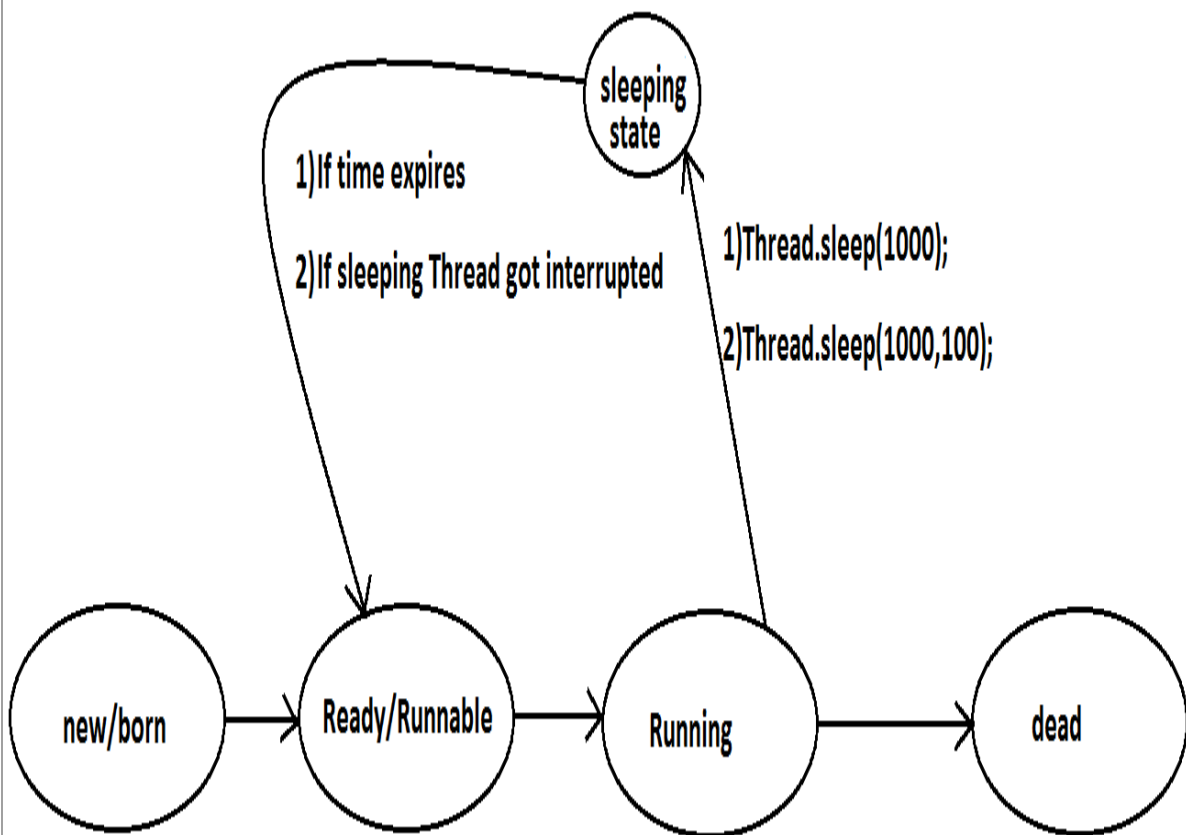 sleeping
state
1)If time expires
2)If sleeping Thread got interrupted
1)Thread.sleep(1000);
2)Thread.sleep(1000,100);
new/born
Ready/Runnable
Running
dead